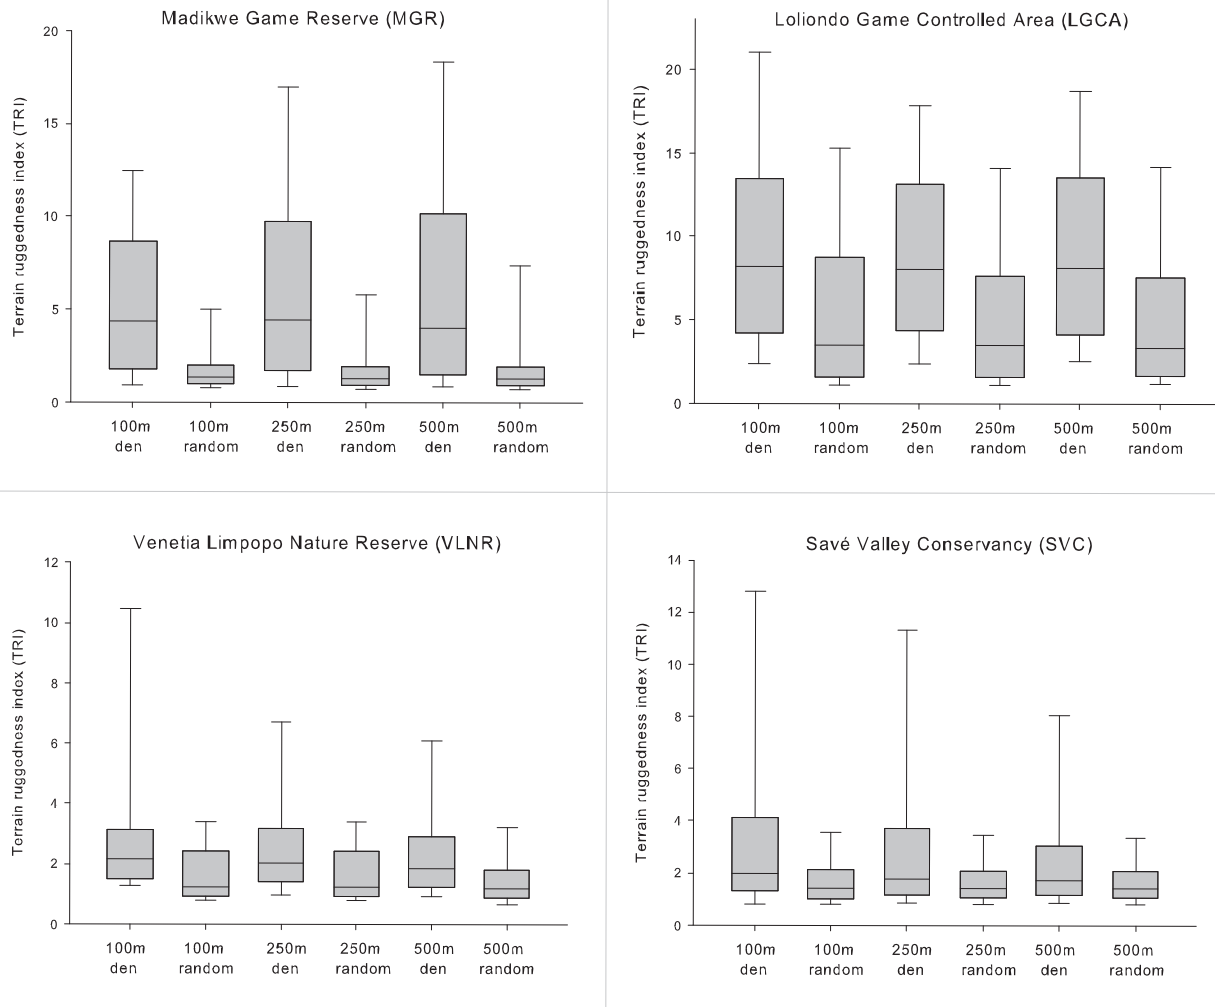 Madikwe Game Reserve (MGR)
Terrain ruggedness index (TRI)
20
15
10
5
0
100m den
100m random
250m den
250m random
500m den
500m random
Loliondo Game Controlled Area (LGCA)
Terrain ruggedness index (TRI)
20
15
10
5
0
100m den
100m random
250m den
250m random
500m den
500m random
Venetia Limpopo Nature Reserve (VLNR)
Torrain ruggodnoss indox (TRI)
12
10
8
6
4
2
0
100m den
100m random
250m den
250m random
500m den
500m random
Savé Valley Conservancy (SVC)
Terrain ruggedness index (TRI)
14
12
10
8
6
4
2
0
100m den
100m random
250m den
250m random
500m den
500m random